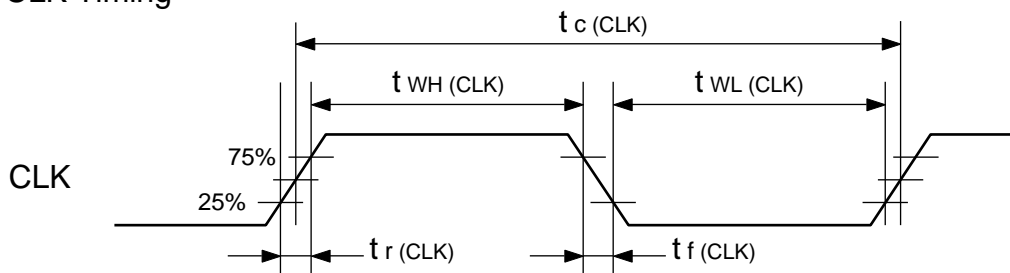 CLK Timing
t c (CLK)
t WH (CLK)
t WL (CLK)
75%
CLK
25%
t r (CLK)
t f (CLK)